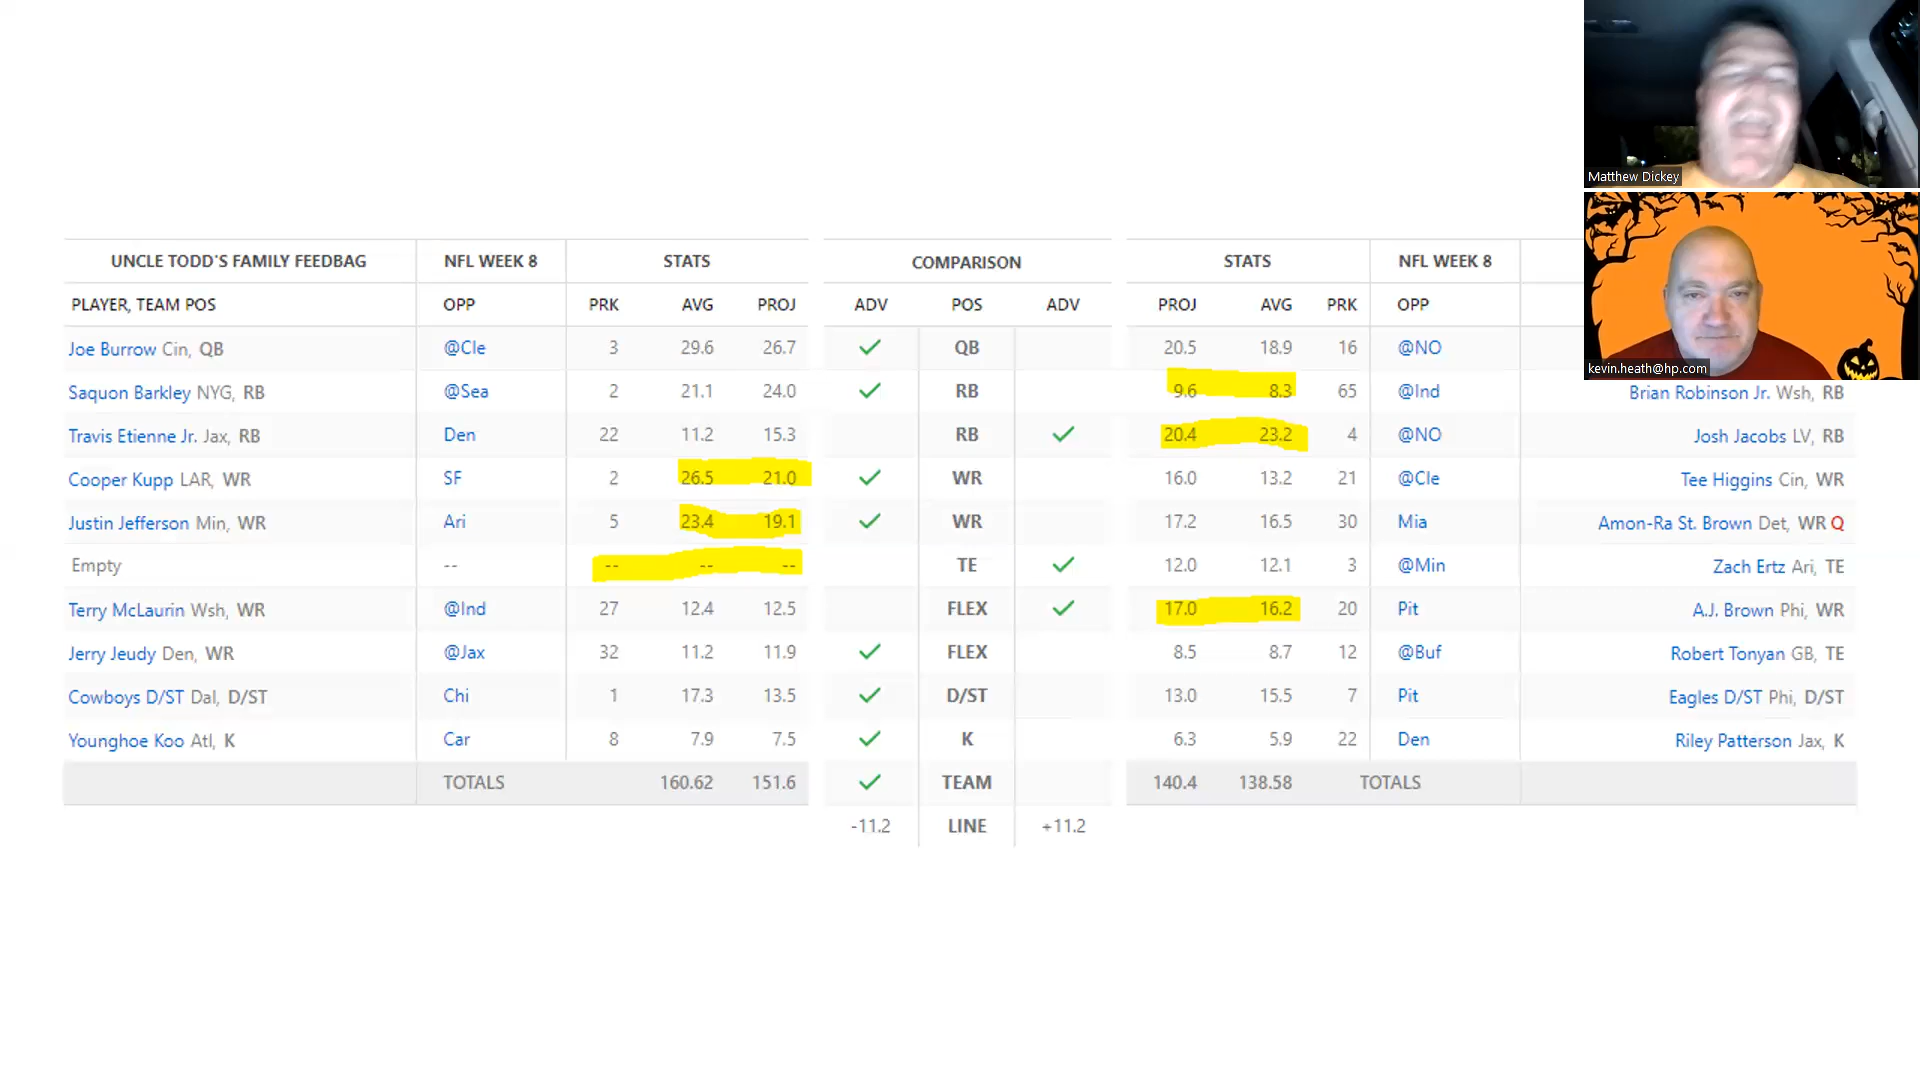 Matthew Dickey
kevin.heath@hp.com
UNCLE TODD'S FAMILY FEEDBAG NFL WEEK 8 STATS COMPARISON STATS NFL WEEK 8
PLAYER, TEAM POS OPP PRK AVG PROJ ADV POS ADV PROJ AVG PRK OPP
Joe Burrow Cin, QB @Cle 3 29.6 26.7 QB 20.5 18.9 16 @NO
Saquon Barkley NYG, RB @Sea 2 21.1 24.0 RB 9.6 8.3 65 @Ind Brian Robinson Jr. Wsh, RB
Travis Etienne Jr. Jax, RB Den 22 11.2 15.3 RB 20.4 23.2 4 @NO Josh Jacobs LV, RB
Cooper Kupp LAR, WR SF 2 26.5 21.0 WR 16.0 13.2 21 @Cle Tee Higgins Cin, WR
Justin Jefferson Min, WR Ari 5 23.4 19.1 WR 17.2 16.5 30 Mia Amon-Ra St. Brown Det, WR Q
Empty -- -- -- -- TE 12.0 12.1 3 @Min Zach Ertz Ari, TE
Terry McLaurin Wsh, WR @Ind 27 12.4 12.5 FLEX 17.0 16.2 20 Pit A.J. Brown Phi, WR
Jerry Jeudy Den, WR @Jax 32 11.2 11.9 FLEX 8.5 8.7 12 @Buf Robert Tonyan GB, TE
Cowboys D/ST Dal, D/ST Chi 1 17.3 13.5 D/ST 13.0 15.5 7 Pit Eagles D/ST Phi, D/ST
Younghoe Koo Atl, K Car 8 7.9 7.5 K 6.3 5.9 22 Den Riley Patterson Jax, K
TOTALS 160.62 151.6 TEAM 140.4 138.58 TOTALS
-11.2 LINE +11.2